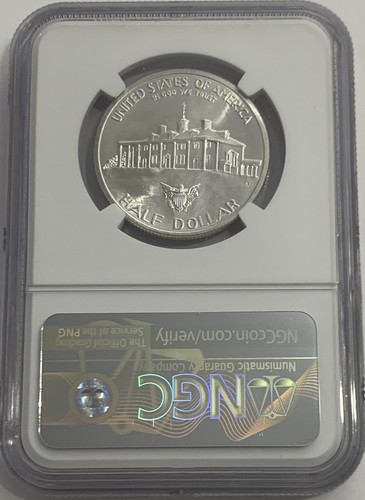 UNITED STATES OF AMERICA
IN GOD WE TRUST
HALF DOLLAR
NGCcoin.com/verify
The Official Grading
Service of the PNG
Numismatic Guaranty Company
NGC